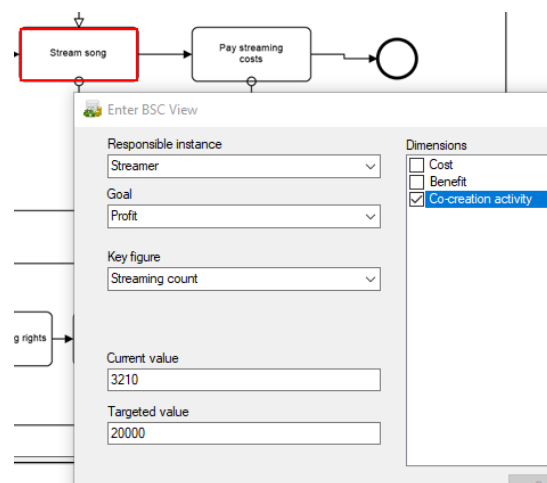 Stream song
Pay streaming
costs
Enter BSC View
Responsible instance
Streamer
Goal
Profit
Key figure
Streaming count
Current value
3210
Targeted value
20000
Dimensions
Cost
Benefit
Co-creation activity
g rights